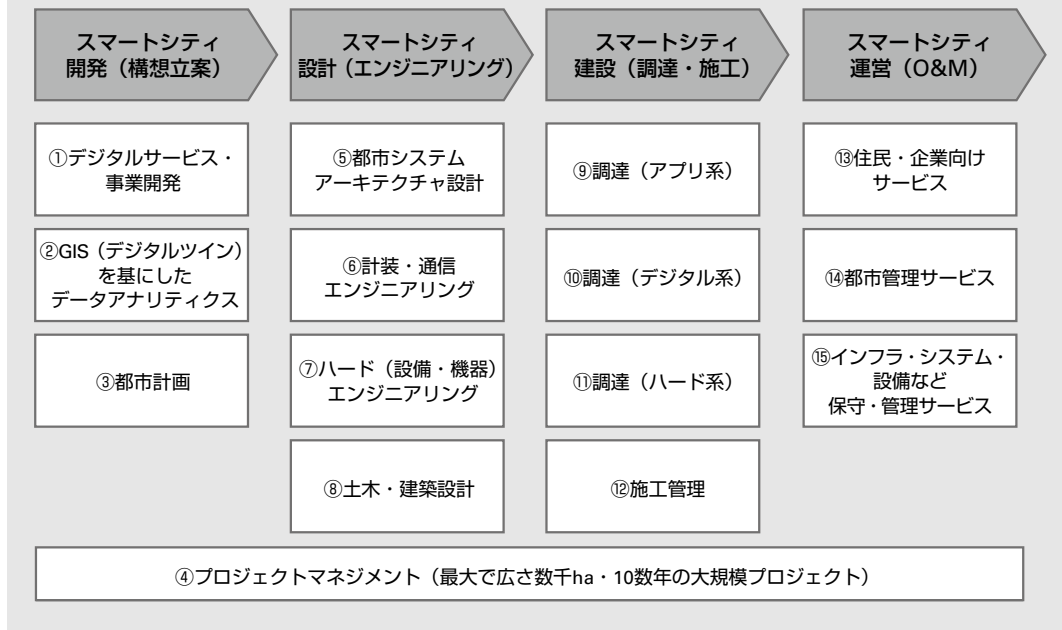 スマートシティ
開発（構想立案）
スマートシティ
設計（エンジニアリング）
スマートシティ
建設（調達・施工）
スマートシティ
運営（O&M）
①デジタルサービス・
事業開発
②GIS（デジタルツイン）
を基にした
データアナリティクス
③都市計画
⑤都市システム
アーキテクチャ設計
⑥計装・通信
エンジニアリング
⑦ハード（設備・機器）
エンジニアリング
⑧土木・建築設計
⑨調達（アプリ系）
⑩調達（デジタル系）
⑪調達（ハード系）
⑫施工管理
⑬住民・企業向け
サービス
⑭都市管理サービス
⑮インフラ・システム・
設備など
保守・管理サービス
④プロジェクトマネジメント（最大で広さ数千ha・10数年の大規模プロジェクト）